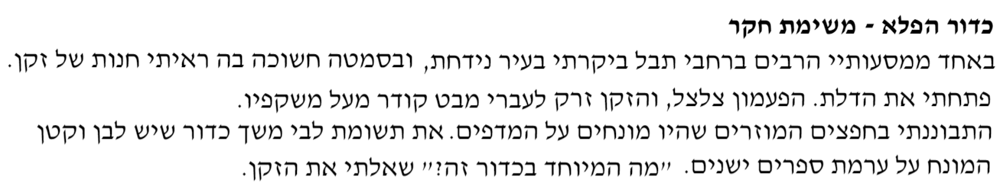 כדור הפלא - משימת חקר
באחד ממסעותיי הרבים ברחבי תבל ביקרתי בעיר נידחת, ובסמטה חשוכה בה ראיתי חנות של זקן.
פתחתי את הדלת. הפעמון צלצל, והזקן זרק לעברי מבט קודר מעל משקפיו.
התבוננתי בחפצים המוזרים שהיו מונחים על המדפים. את תשומת לבי משך כדור שיש לבן וקטן
המונח על ערמת ספרים ישנים. "מה המיוחד בכדור זה?" שאלתי את הזקן.